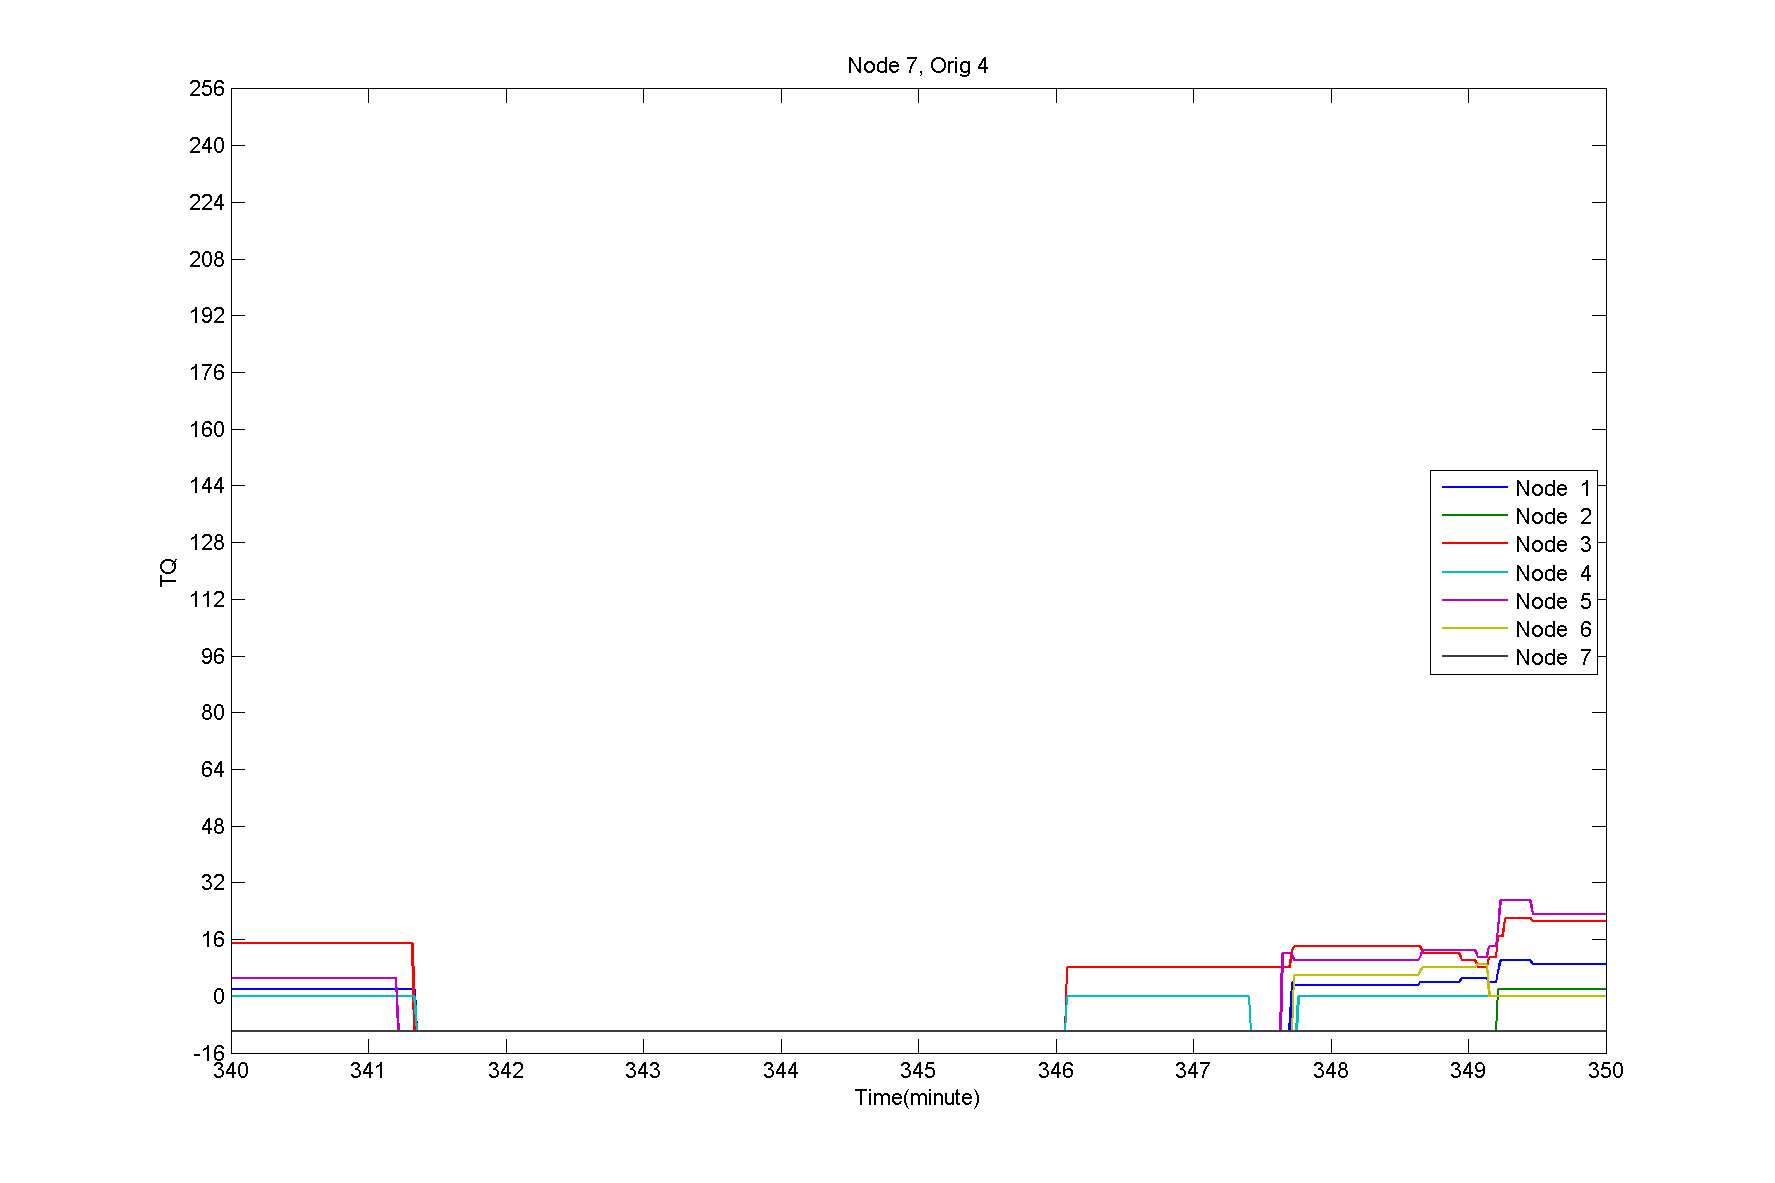 Node 7, Orig 4
256
240
224
208
192
176
160
144
128
112
96
80
64
48
32
16
0
-16
TQ
Node 1
Node 2
Node 3
Node 4
Node 5
Node 6
Node 7
340 341 342 343 344 345 346 347 348 349 350
Time(minute)